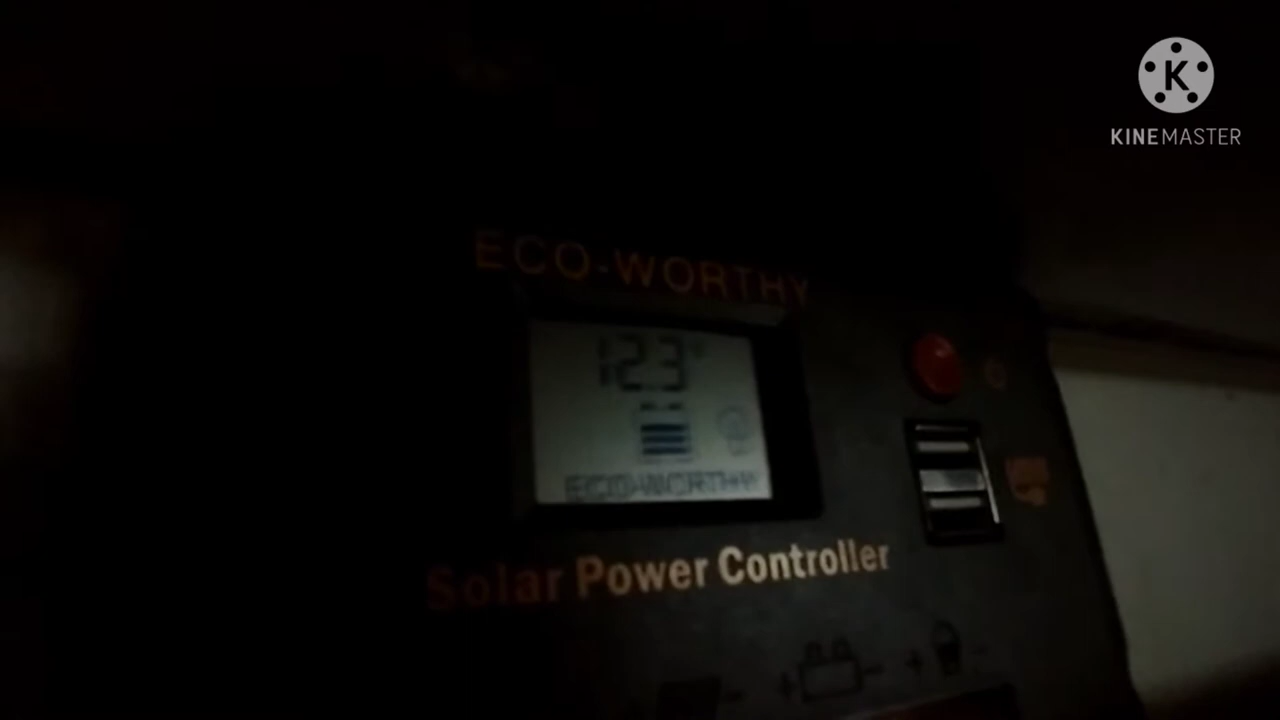 KINEMASTER
ECO-WORTHY
12.3
ECO-WORTHY
Solar Power Controller